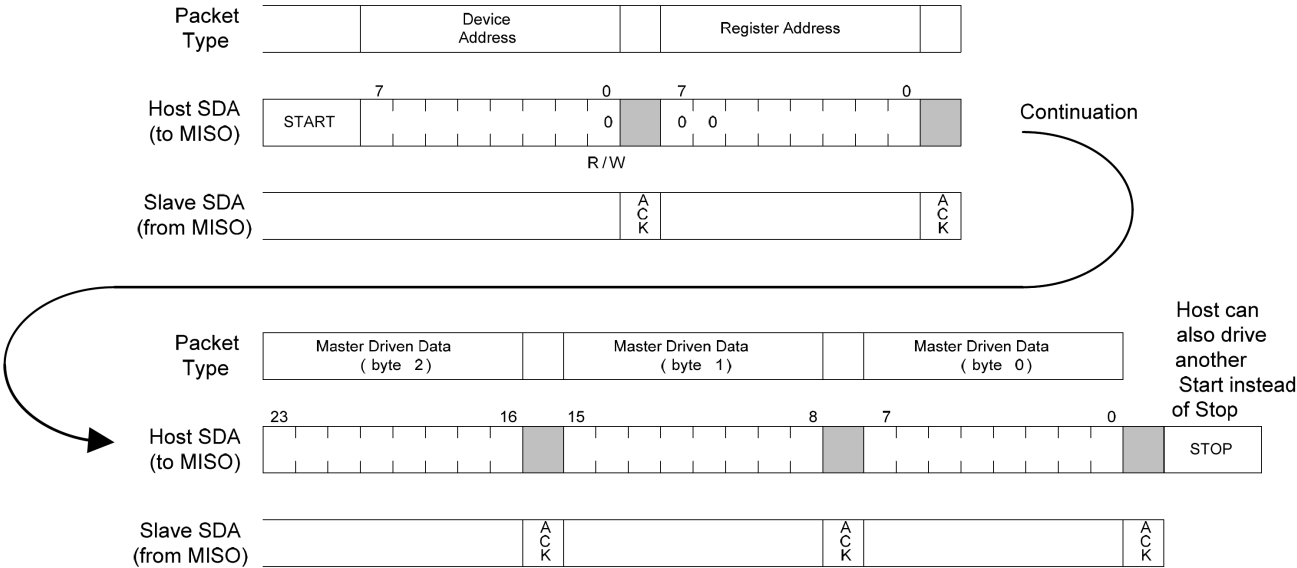 Packet
Type
Device
Address
Register Address
7
0
7
0
Host SDA
(to MISO)
START
0
0
0
Continuation
R / W
Slave SDA
(from MISO)
A
C
K
A
C
K
Host can
also drive
another
Start instead
of Stop
Packet
Type
Master Driven Data
( byte 2 )
Master Driven Data
( byte 1 )
Master Driven Data
( byte 0 )
23
16
15
8
7
0
Host SDA
(to MISO)
STOP
Slave SDA
(from MISO)
A
C
K
A
C
K
A
C
K